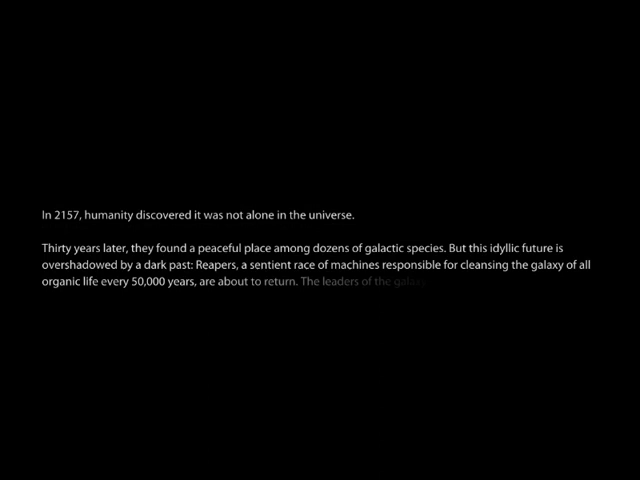 In 2157, humanity discovered it was not alone in the universe.
Thirty years later, they found a peaceful place among dozens of galactic species. But this idyllic future is
overshadowed by a dark past: Reapers, a sentient race of machines responsible for cleansing the galaxy of all
organic life every 50,000 years, are about to return. The leaders of the galaxy